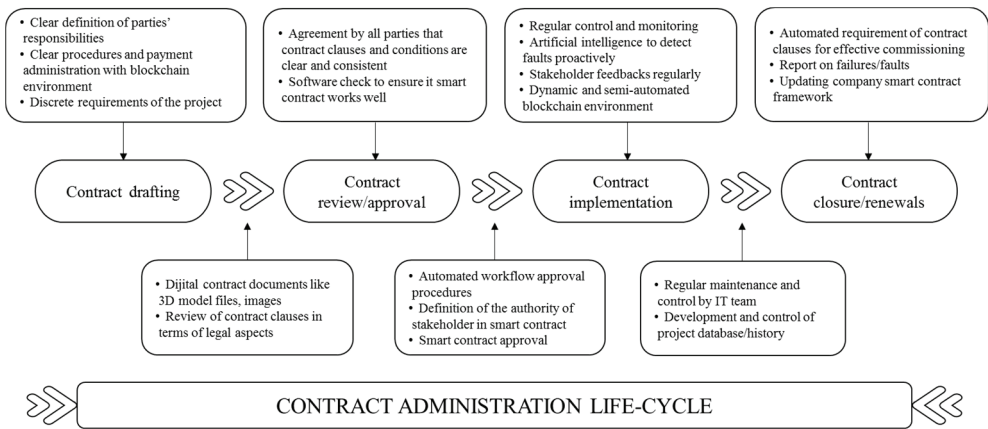 • Clear definition of parties’
responsibilities
• Clear procedures and payment
administration with blockchain
environment
• Discrete requirements of the project
• Agreement by all parties that
contract clauses and conditions are
clear and consistent
• Software check to ensure it smart
contract works well
• Regular control and monitoring
• Artificial intelligence to detect
faults proactively
• Stakeholder feedbacks regularly
• Dynamic and semi-automated
blockchain environment
• Automated requirement of contract
clauses for effective commissioning
• Report on failures/faults
• Updating company smart contract
framework
Contract drafting
Contract
review/approval
Contract
implementation
Contract
closure/renewals
• Dijital contract documents like
3D model files, images
• Review of contract clauses in
terms of legal aspects
• Automated workflow approval
procedures
• Definition of the authority of
stakeholder in smart contract
• Smart contract approval
• Regular maintenance and
control by IT team
• Development and control of
project database/history
CONTRACT ADMINISTRATION LIFE-CYCLE